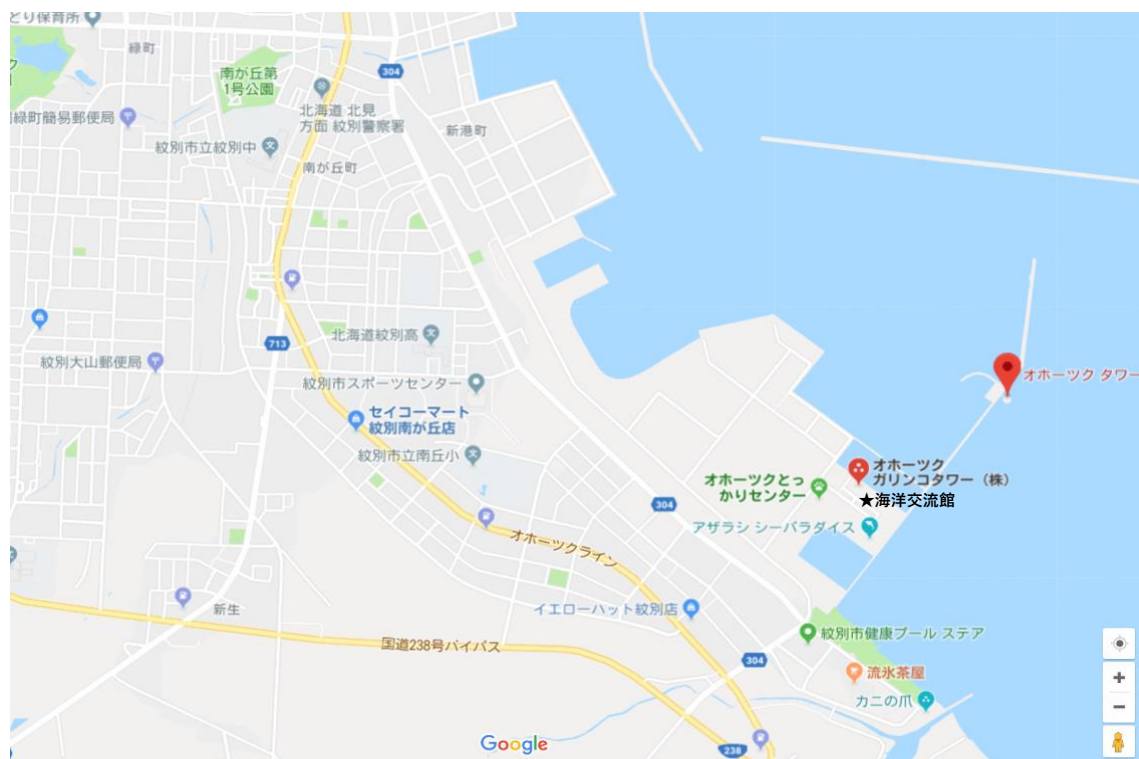 とり保育所
緑町
304
南が丘第
1号公園
北海道 北見
方面 紋別警察署
緑町簡易郵便局
新港町
紋別市立紋別中
南が丘町
713
北海道紋別高
紋別大山郵便局
オホーツク タワー
紋別市スポーツセンター
セイコーマート
紋別南が丘店
紋別市立南丘小
オホーツク
ガリンコタワー（株）
★海洋交流館
オホーツクとっ
かりセンター
304
アザラシ シーパラダイス
オホーツクライン
新生
イエローハット紋別店
国道238号バイパス
紋別市健康プール ステア
304
流氷茶屋
カニの爪
Google
238